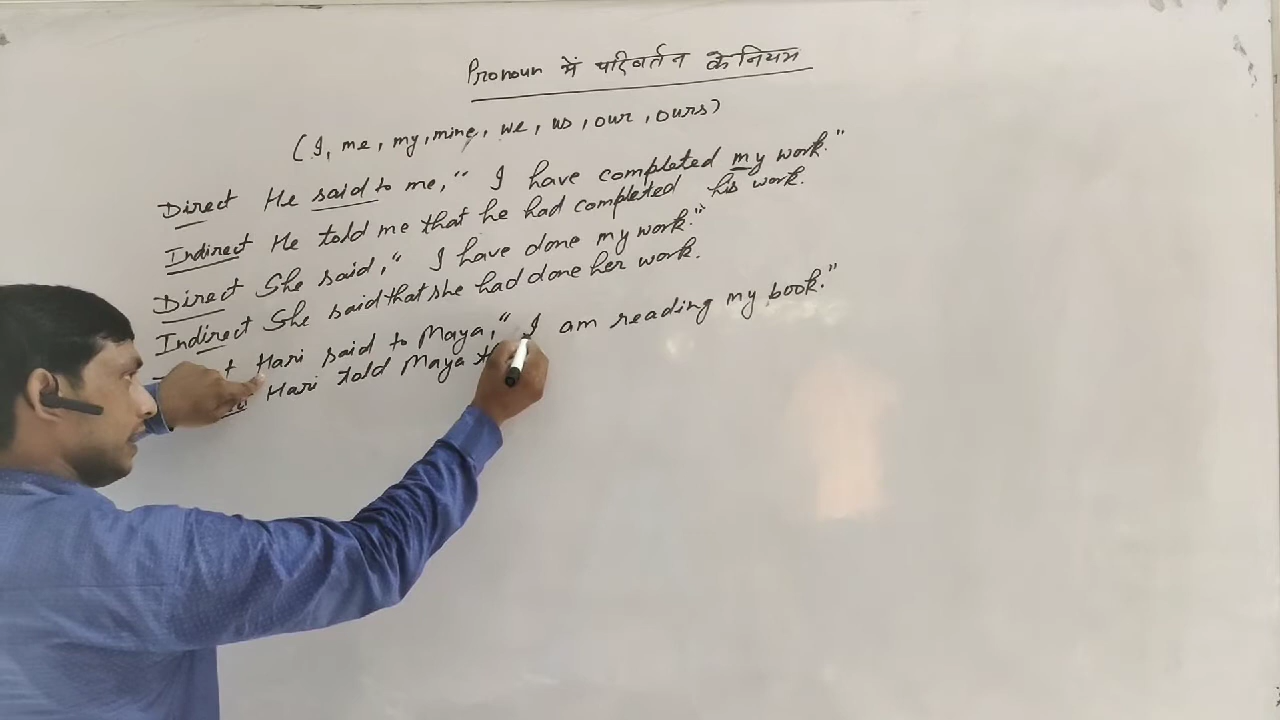 Pronoun में परिवर्तन के नियम
(I, me, my, mine, we, us, our, ours)
Direct He said to me, " I have completed my work."
Indirect He told me that he had completed his work.
Direct She said, " I have done my work."
Indirect She said that she had done her work.
Hari said to Maya, " I am reading my book."
Hari told Maya